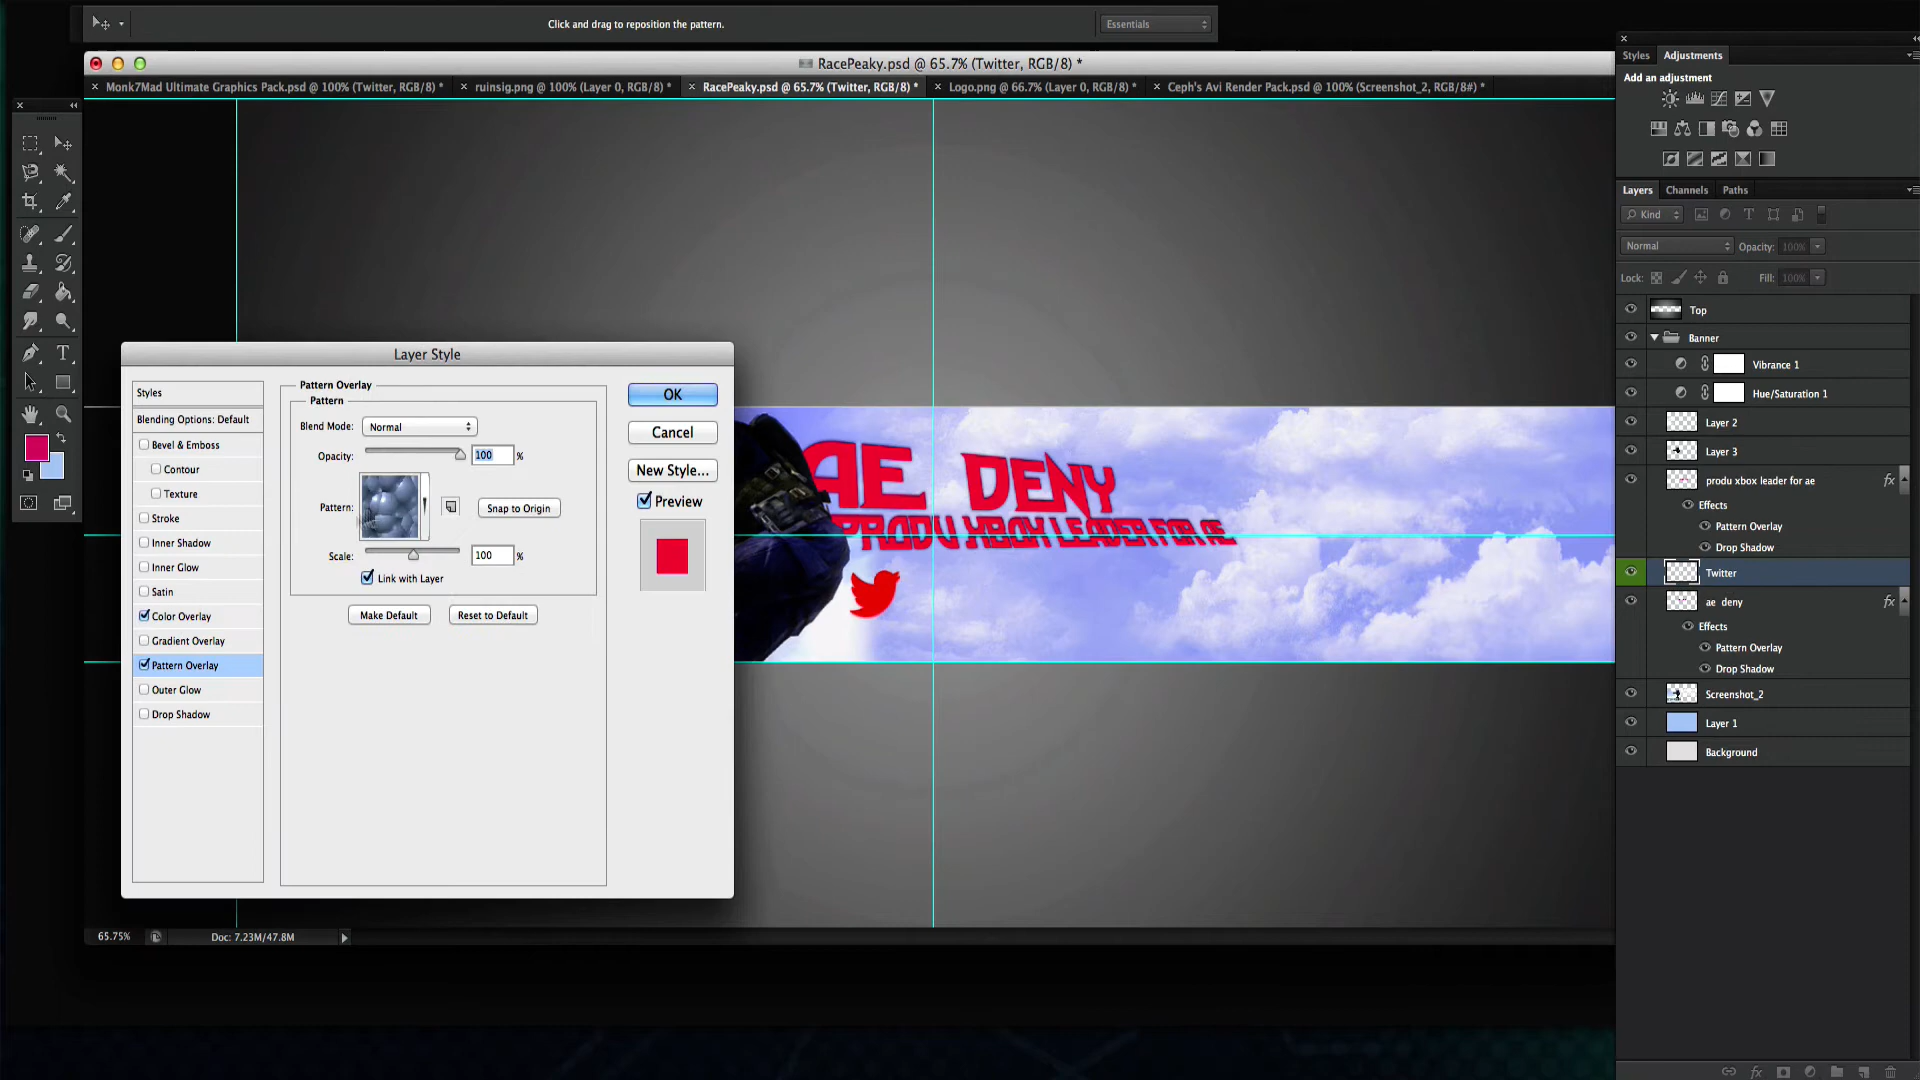 Click and drag to reposition the pattern.
Essentials
RacePeaky.psd @ 65.7% (Twitter, RGB/8) *
Monk7Mad Ultimate Graphics Pack.psd @ 100% (Twitter, RGB/8) *
ruinsig.png @ 100% (Layer 0, RGB/8) *
RacePeaky.psd @ 65.7% (Twitter, RGB/8) *
Logo.png @ 66.7% (Layer 0, RGB/8) *
Ceph's Avi Render Pack.psd @ 100% (Screenshot_2, RGB/8#) *
Styles
Adjustments
Add an adjustment
Layers
Channels
Paths
Kind
Normal
Opacity: 100%
Lock:
Fill: 100%
Top
Banner
Vibrance 1
Hue/Saturation 1
Layer 2
Layer 3
produ xbox leader for ae
fx
Effects
Pattern Overlay
Drop Shadow
Twitter
ae deny
fx
Effects
Pattern Overlay
Drop Shadow
Screenshot_2
Layer 1
Background
Layer Style
Styles
Blending Options: Default
Bevel & Emboss
Contour
Texture
Stroke
Inner Shadow
Inner Glow
Satin
Color Overlay
Gradient Overlay
Pattern Overlay
Outer Glow
Drop Shadow
Pattern Overlay
Pattern
Blend Mode: Normal
Opacity: 100 %
Pattern:
Snap to Origin
Scale: 100 %
Link with Layer
Make Default
Reset to Default
OK
Cancel
New Style...
Preview
AE DENY
PRODU XBOX LEADER FOR AE
65.75%
Doc: 7.23M/47.8M
fx